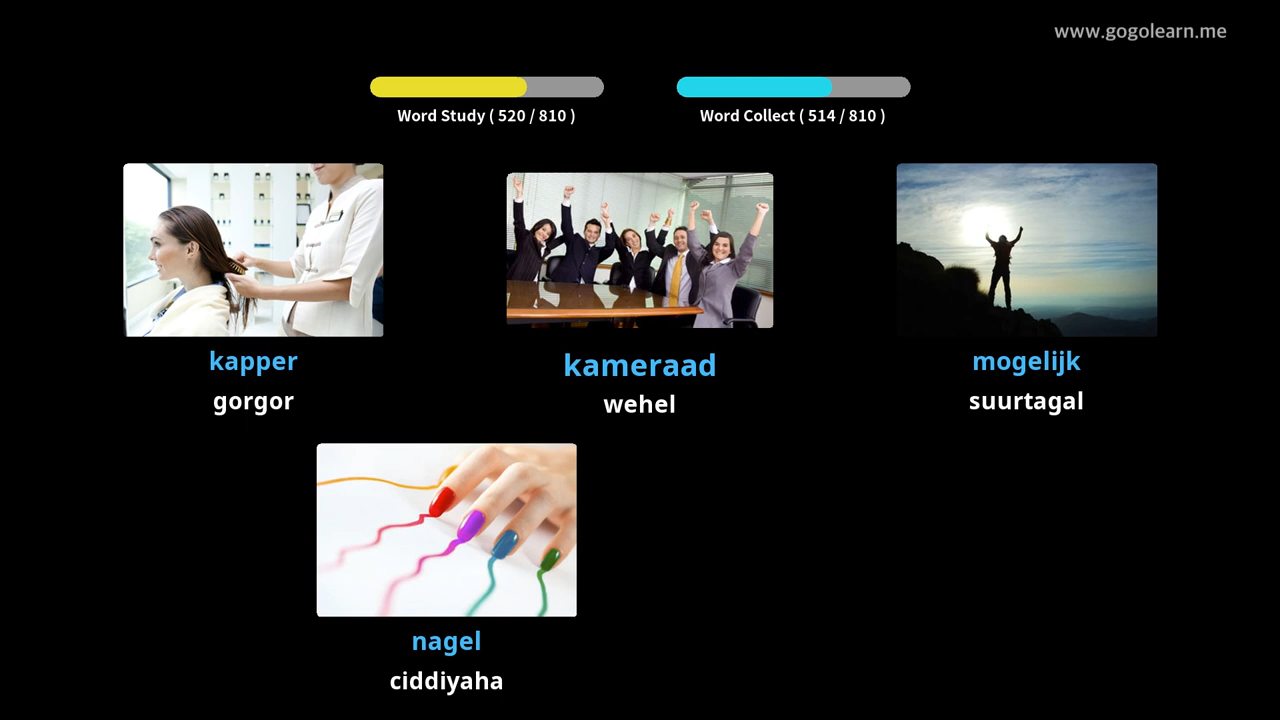 www.gogolearn.me
Word Study ( 520 / 810 )
Word Collect ( 514 / 810 )
kapper
gorgor
kameraad
wehel
mogelijk
suurtagal
nagel
ciddiyaha